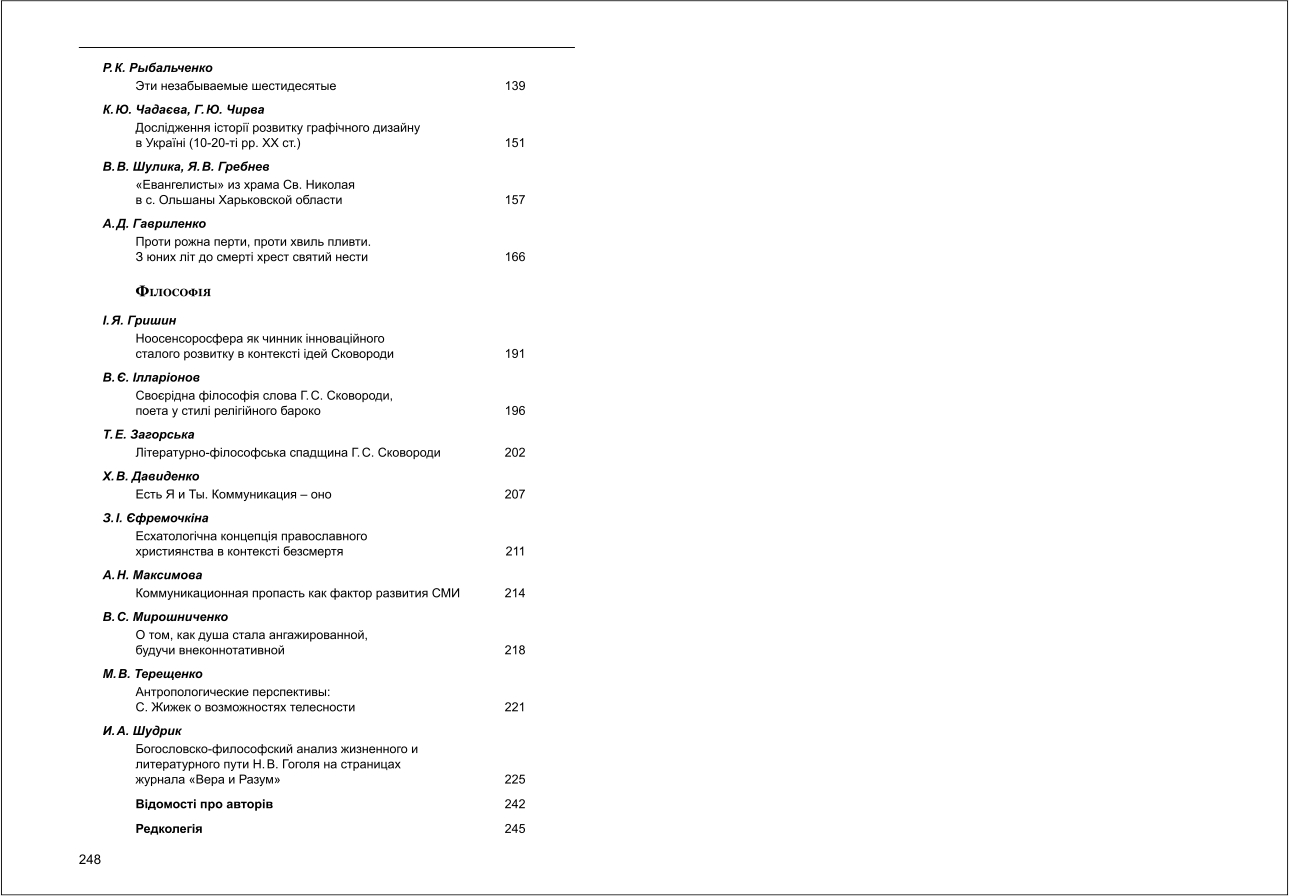 Р. К. Рыбальченко
Эти незабываемые шестидесятые 139
К. Ю. Чадаєва, Г. Ю. Чирва
Дослідження історії розвитку графічного дизайну
в Україні (10-20-ті рр. ХХ ст.) 151
В. В. Шулика, Я. В. Гребнев
«Евангелисты» из храма Св. Николая
в с. Ольшаны Харьковской области 157
А. Д. Гавриленко
Проти рожна перти, проти хвиль пливти.
З юних літ до смерті хрест святий нести 166
Філософія
І. Я. Гришин
Ноосенсоросфера як чинник інноваційного
сталого розвитку в контексті ідей Сковороди 191
В. Є. Ілларіонов
Своєрідна філософія слова Г. С. Сковороди,
поета у стилі релігійного бароко 196
Т. Е. Загорська
Літературно-філософська спадщина Г. С. Сковороди 202
Х. В. Давиденко
Есть Я и Ты. Коммуникация – оно 207
З. І. Єфремочкіна
Есхатологічна концепція православного
християнства в контексті безсмертя 211
А. Н. Максимова
Коммуникационная пропасть как фактор развития СМИ 214
В. С. Мирошниченко
О том, как душа стала ангажированной,
будучи внеконнотативной 218
М. В. Терещенко
Антропологические перспективы:
С. Жижек о возможностях телесности 221
И. А. Шудрик
Богословско-философский анализ жизненного и
литературного пути Н. В. Гоголя на страницах
журнала «Вера и Разум» 225
Відомості про авторів 242
Редколегія 245
248